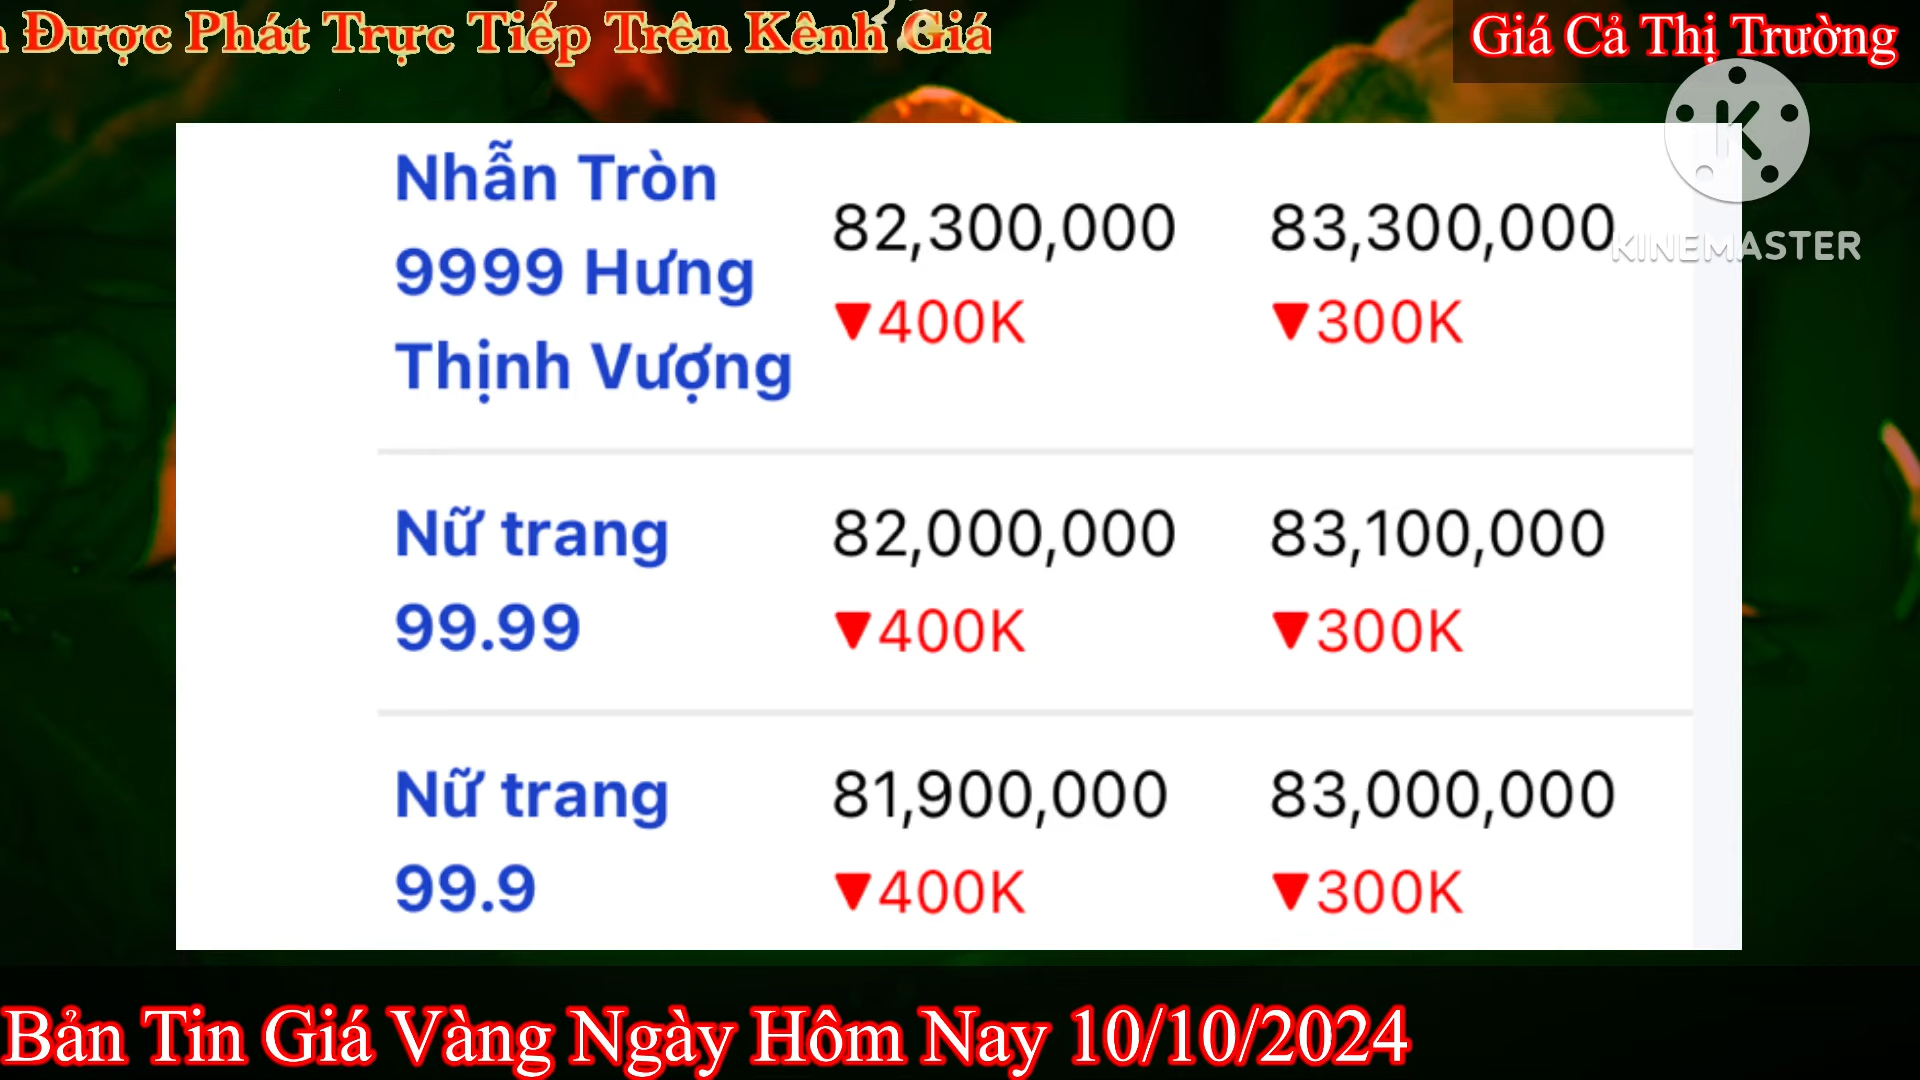 Được Phát Trực Tiếp Trên Kênh Giá
Giá Cả Thị Trường
K
KINEMASTER
Nhẫn Tròn
9999 Hưng
Thịnh Vượng
82,300,000
▼400K
83,300,000
▼300K
Nữ trang
99.99
82,000,000
▼400K
83,100,000
▼300K
Nữ trang
99.9
81,900,000
▼400K
83,000,000
▼300K
Bản Tin Giá Vàng Ngày Hôm Nay 10/10/2024